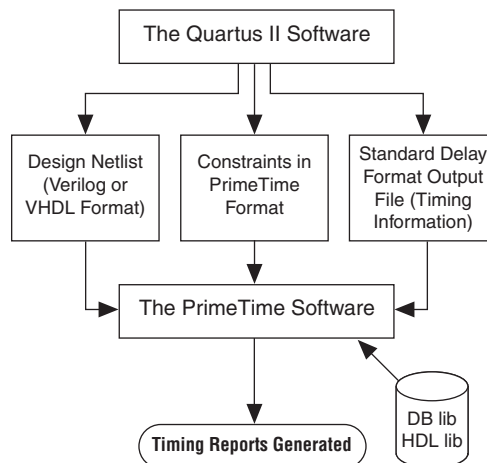 The Quartus II Software
Design Netlist
(Verilog or
VHDL Format)
Constraints in
PrimeTime
Format
Standard Delay
Format Output
File (Timing
Information)
The PrimeTime Software
DB lib
HDL lib
Timing Reports Generated